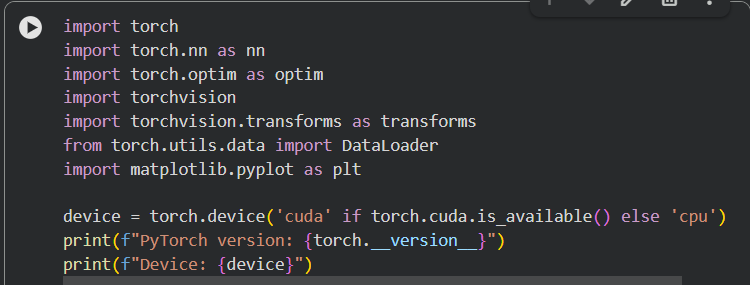 import torch
import torch.nn as nn
import torch.optim as optim
import torchvision
import torchvision.transforms as transforms
from torch.utils.data import DataLoader
import matplotlib.pyplot as plt

device = torch.device('cuda' if torch.cuda.is_available() else 'cpu')
print(f"PyTorch version: {torch.__version__}")
print(f"Device: {device}")